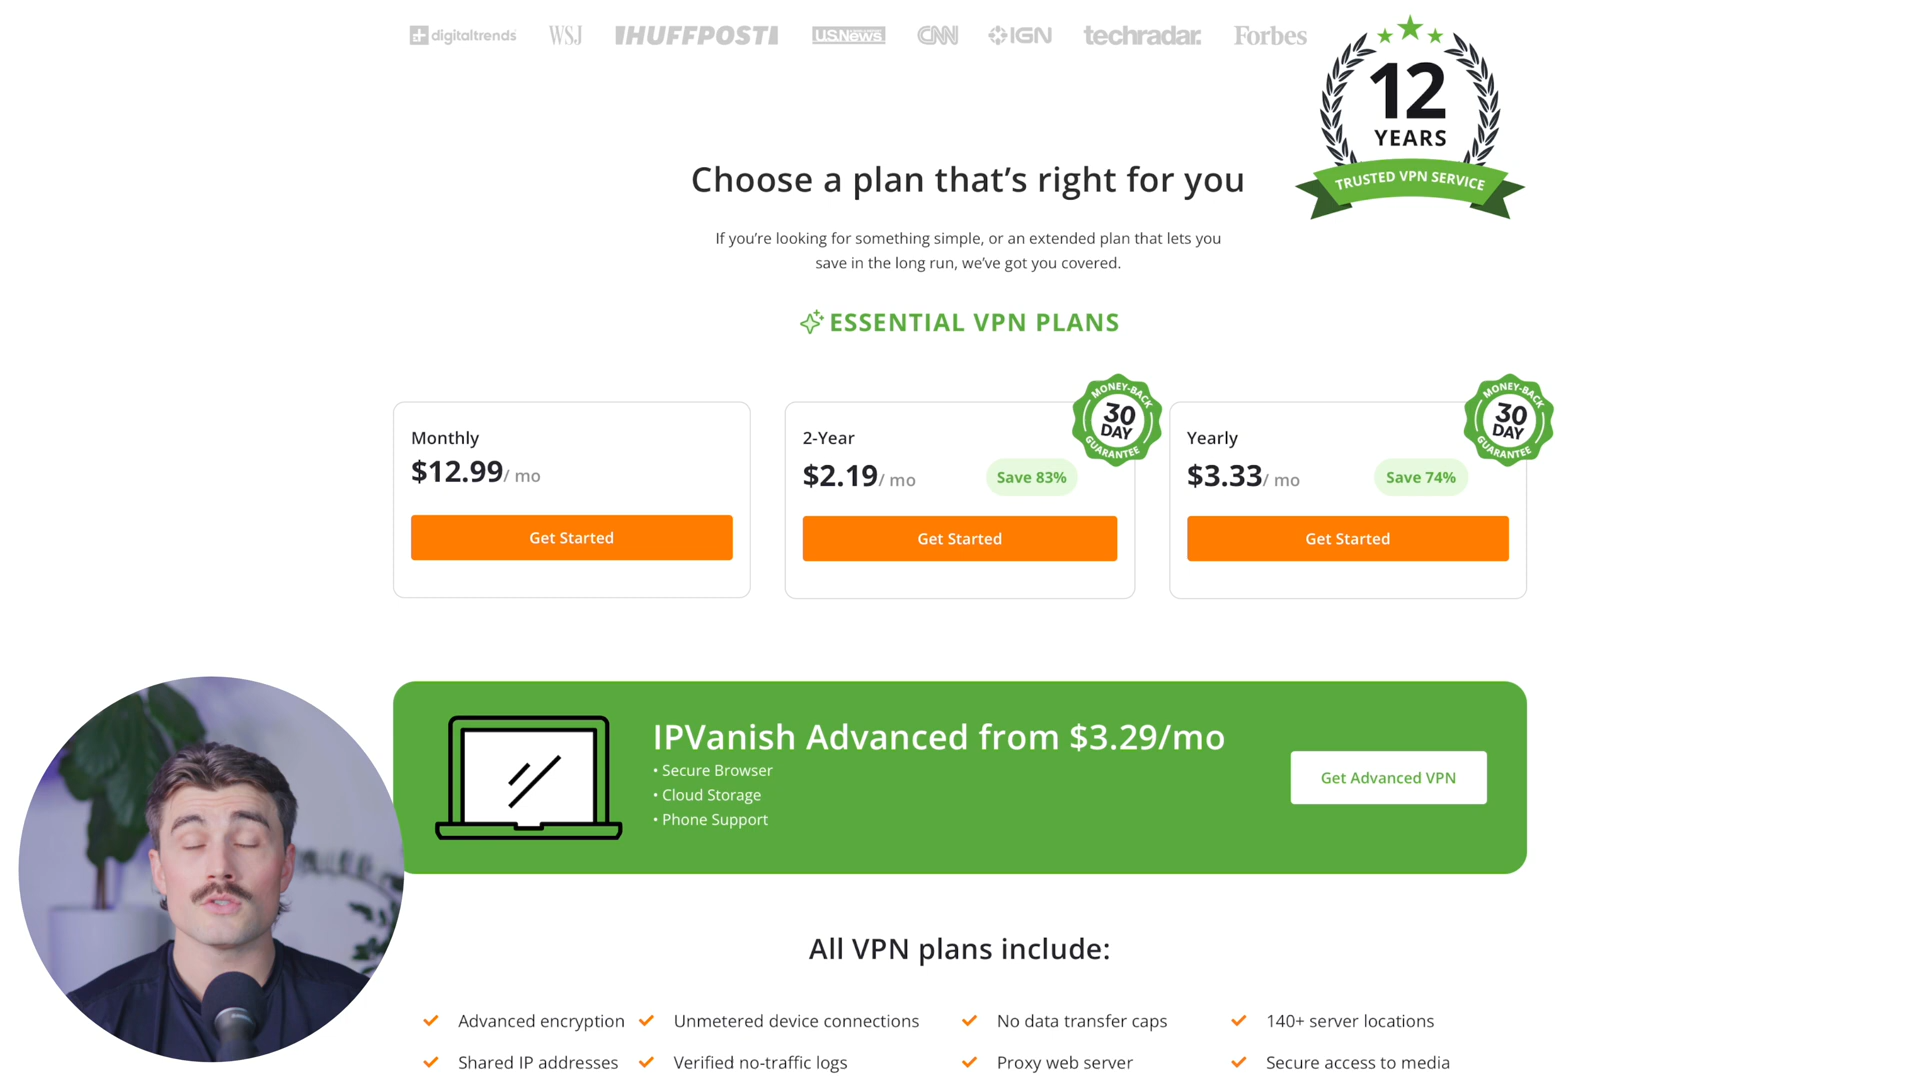 digitaltrends WSJ HUFFPOST U.S.News CNN IGN techradar. Forbes
12
YEARS
TRUSTED VPN SERVICE
Choose a plan that’s right for you
If you’re looking for something simple, or an extended plan that lets you
save in the long run, we’ve got you covered.
ESSENTIAL VPN PLANS
Monthly
$12.99/ mo
Get Started
MONEY-BACK
30
DAY
GUARANTEE
2-Year
$2.19/ mo
Save 83%
Get Started
MONEY-BACK
30
DAY
GUARANTEE
Yearly
$3.33/ mo
Save 74%
Get Started
IPVanish Advanced from $3.29/mo
• Secure Browser
• Cloud Storage
• Phone Support
Get Advanced VPN
All VPN plans include:
Advanced encryption Unmetered device connections No data transfer caps 140+ server locations
Shared IP addresses Verified no-traffic logs Proxy web server Secure access to media